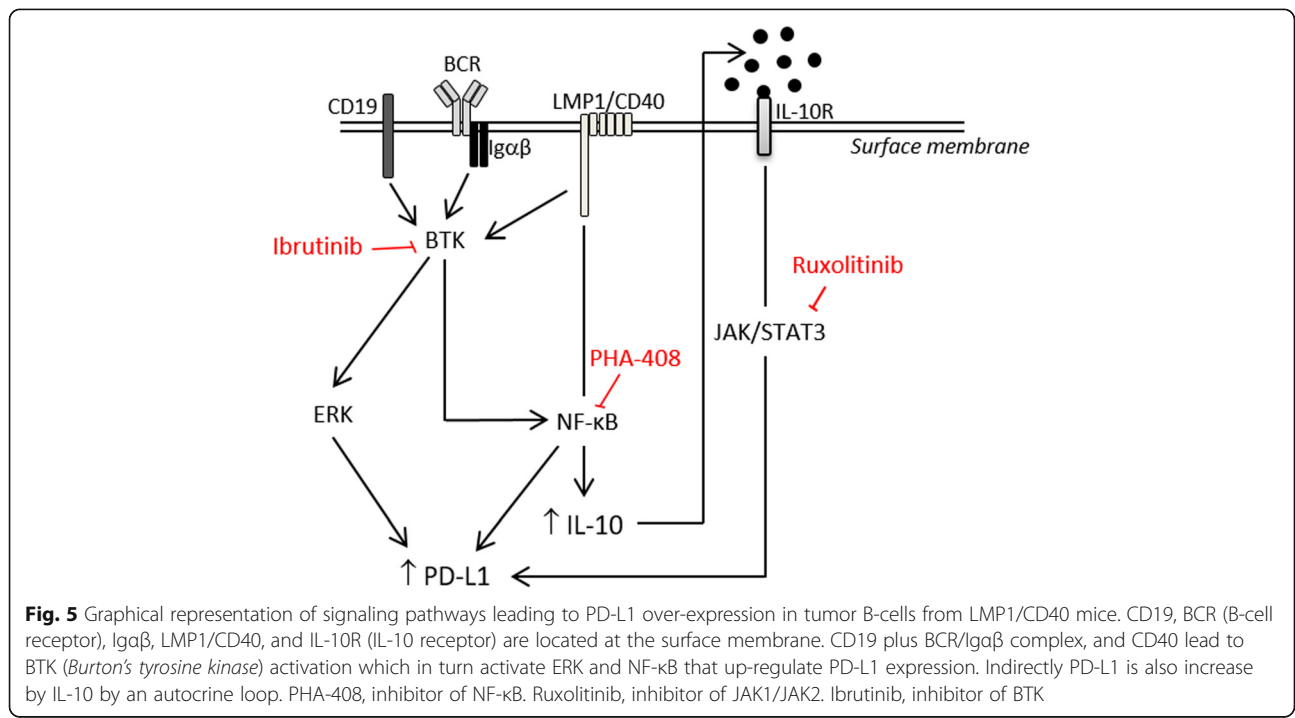 BCR
CD19
LMP1/CD40
IL-10R
Igαβ
Surface membrane
Ibrutinib
BTK
Ruxolitinib
JAK/STAT3
PHA-408
ERK
NF-κB
↑ IL-10
↑ PD-L1
Fig. 5 Graphical representation of signaling pathways leading to PD-L1 over-expression in tumor B-cells from LMP1/CD40 mice. CD19, BCR (B-cell
receptor), Igαβ, LMP1/CD40, and IL-10R (IL-10 receptor) are located at the surface membrane. CD19 plus BCR/Igαβ complex, and CD40 lead to
BTK (Burton's tyrosine kinase) activation which in turn activate ERK and NF-κB that up-regulate PD-L1 expression. Indirectly PD-L1 is also increase
by IL-10 by an autocrine loop. PHA-408, inhibitor of NF-κB. Ruxolitinib, inhibitor of JAK1/JAK2. Ibrutinib, inhibitor of BTK